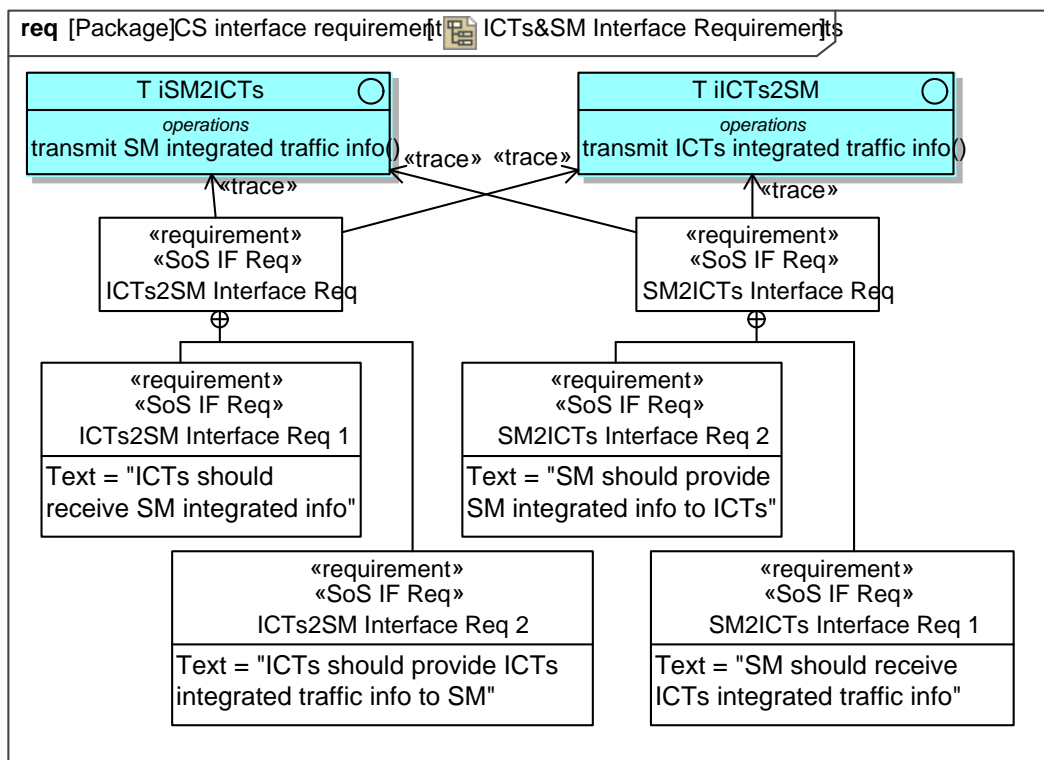 req [Package]CS interface requirement[ ICTs&SM Interface Requirements]
T iSM2ICTs
operations
transmit SM integrated traffic info()
T iICTs2SM
operations
transmit ICTs integrated traffic info()
«trace»
«trace»
«trace»
«trace»
«requirement»
«SoS IF Req»
ICTs2SM Interface Req
«requirement»
«SoS IF Req»
SM2ICTs Interface Req
«requirement»
«SoS IF Req»
ICTs2SM Interface Req 1
Text = "ICTs should
receive SM integrated info"
«requirement»
«SoS IF Req»
SM2ICTs Interface Req 2
Text = "SM should provide
SM integrated info to ICTs"
«requirement»
«SoS IF Req»
ICTs2SM Interface Req 2
Text = "ICTs should provide ICTs
integrated traffic info to SM"
«requirement»
«SoS IF Req»
SM2ICTs Interface Req 1
Text = "SM should receive
ICTs integrated traffic info"